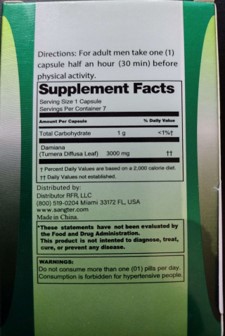 Directions: For adult men take one (1)
capsule half an hour (30 min) before
physical activity.
Supplement Facts
Serving Size 1 Capsule
Servings Per Container 7
Amount Per Capsule % Daily Value
Total Carbohydrate 1 g <1%†
Damiana
(Turnera Diffusa Leaf) 3000 mg ††
† Percent Daily Values are based on a 2,000 calorie diet.
†† Daily Values not established.
Distributed by:
Distributor RFR, LLC
(800) 519-0204 Miami 33172 FL, USA
www.sangter.com
Made in China.
*These statements have not been evaluated by
the Food and Drug Administration.
This product is not intended to diagnose, treat,
cure, or prevent any disease.
WARNINGS:
Do not consume more than one (01) pills per day.
Consumption is forbidden for hypertensive people.